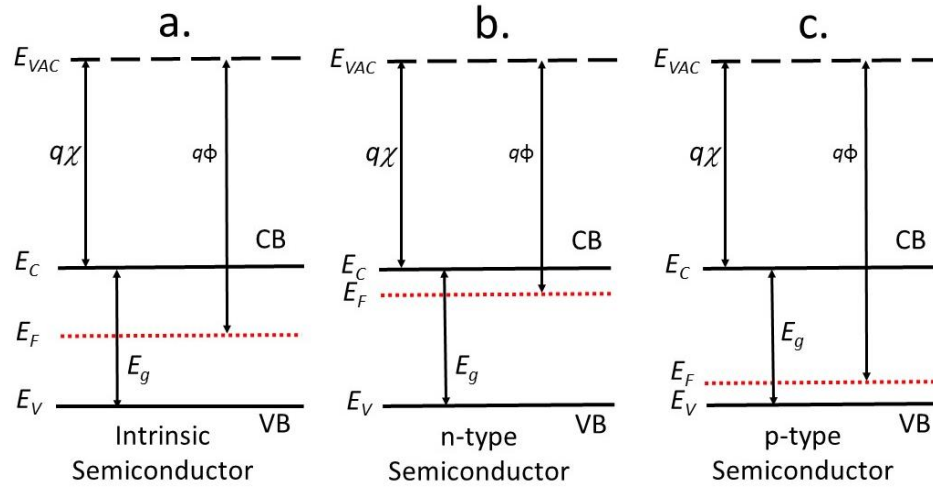 a.
b.
c.
E_VAC
E_VAC
E_VAC
qχ
qϕ
qχ
qϕ
qχ
qϕ
CB
CB
CB
E_C
E_C
E_C
E_F
E_F
E_g
E_g
E_g
E_F
E_V
E_V
E_V
VB
VB
VB
Intrinsic
Semiconductor
n-type
Semiconductor
p-type
Semiconductor